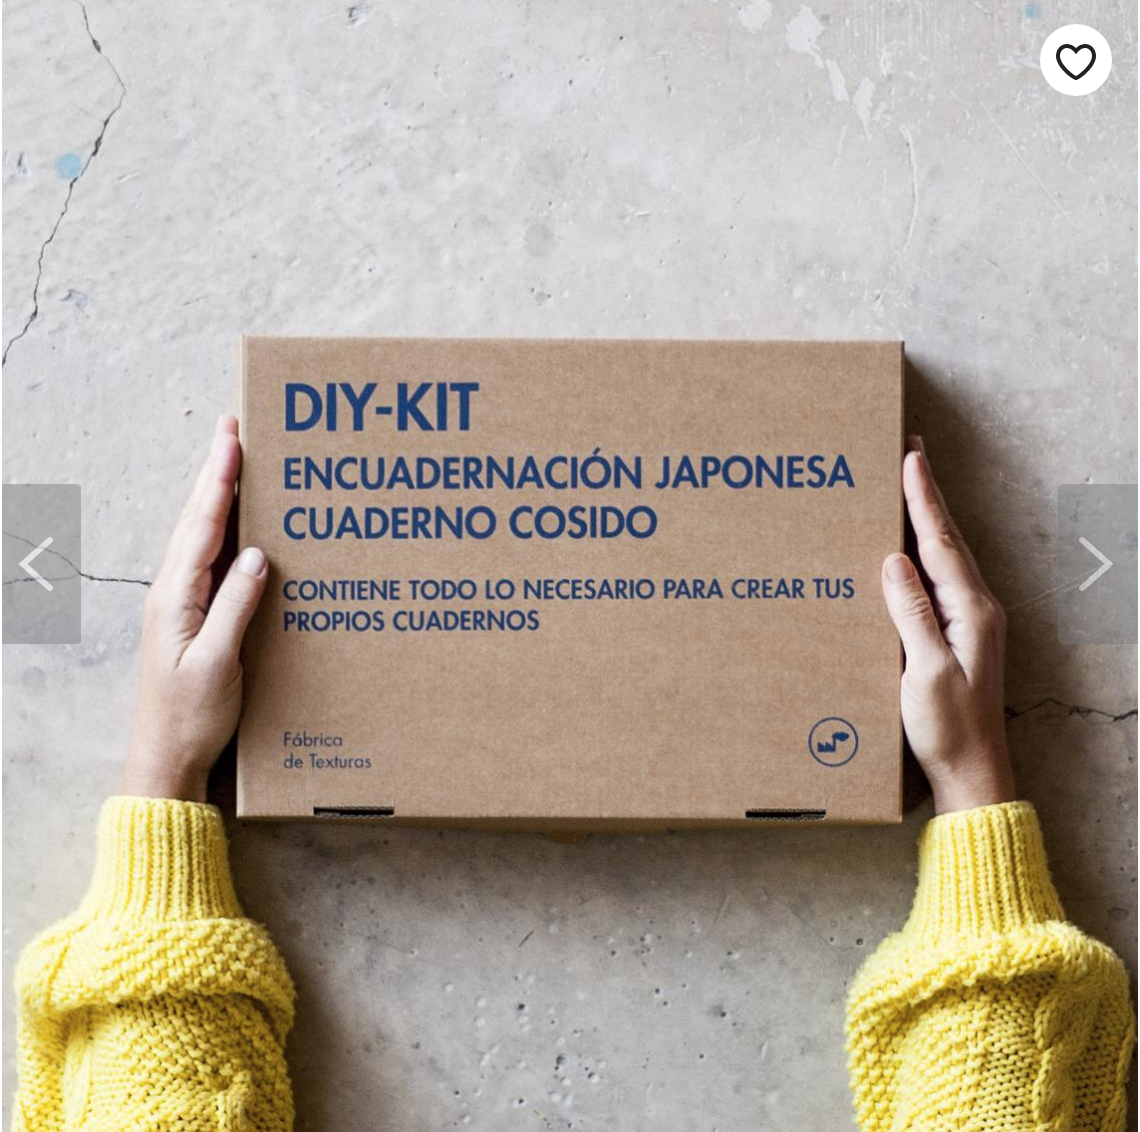 DIY-KIT
ENCUADERNACIÓN JAPONESA
CUADERNO COSIDO
CONTIENE TODO LO NECESARIO PARA CREAR TUS
PROPIOS CUADERNOS
Fábrica
de Texturas